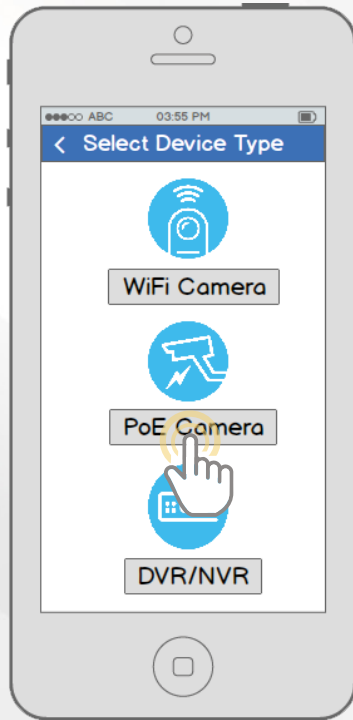 ABC 03:55 PM
< Select Device Type
WiFi Camera
PoE Camera
DVR/NVR